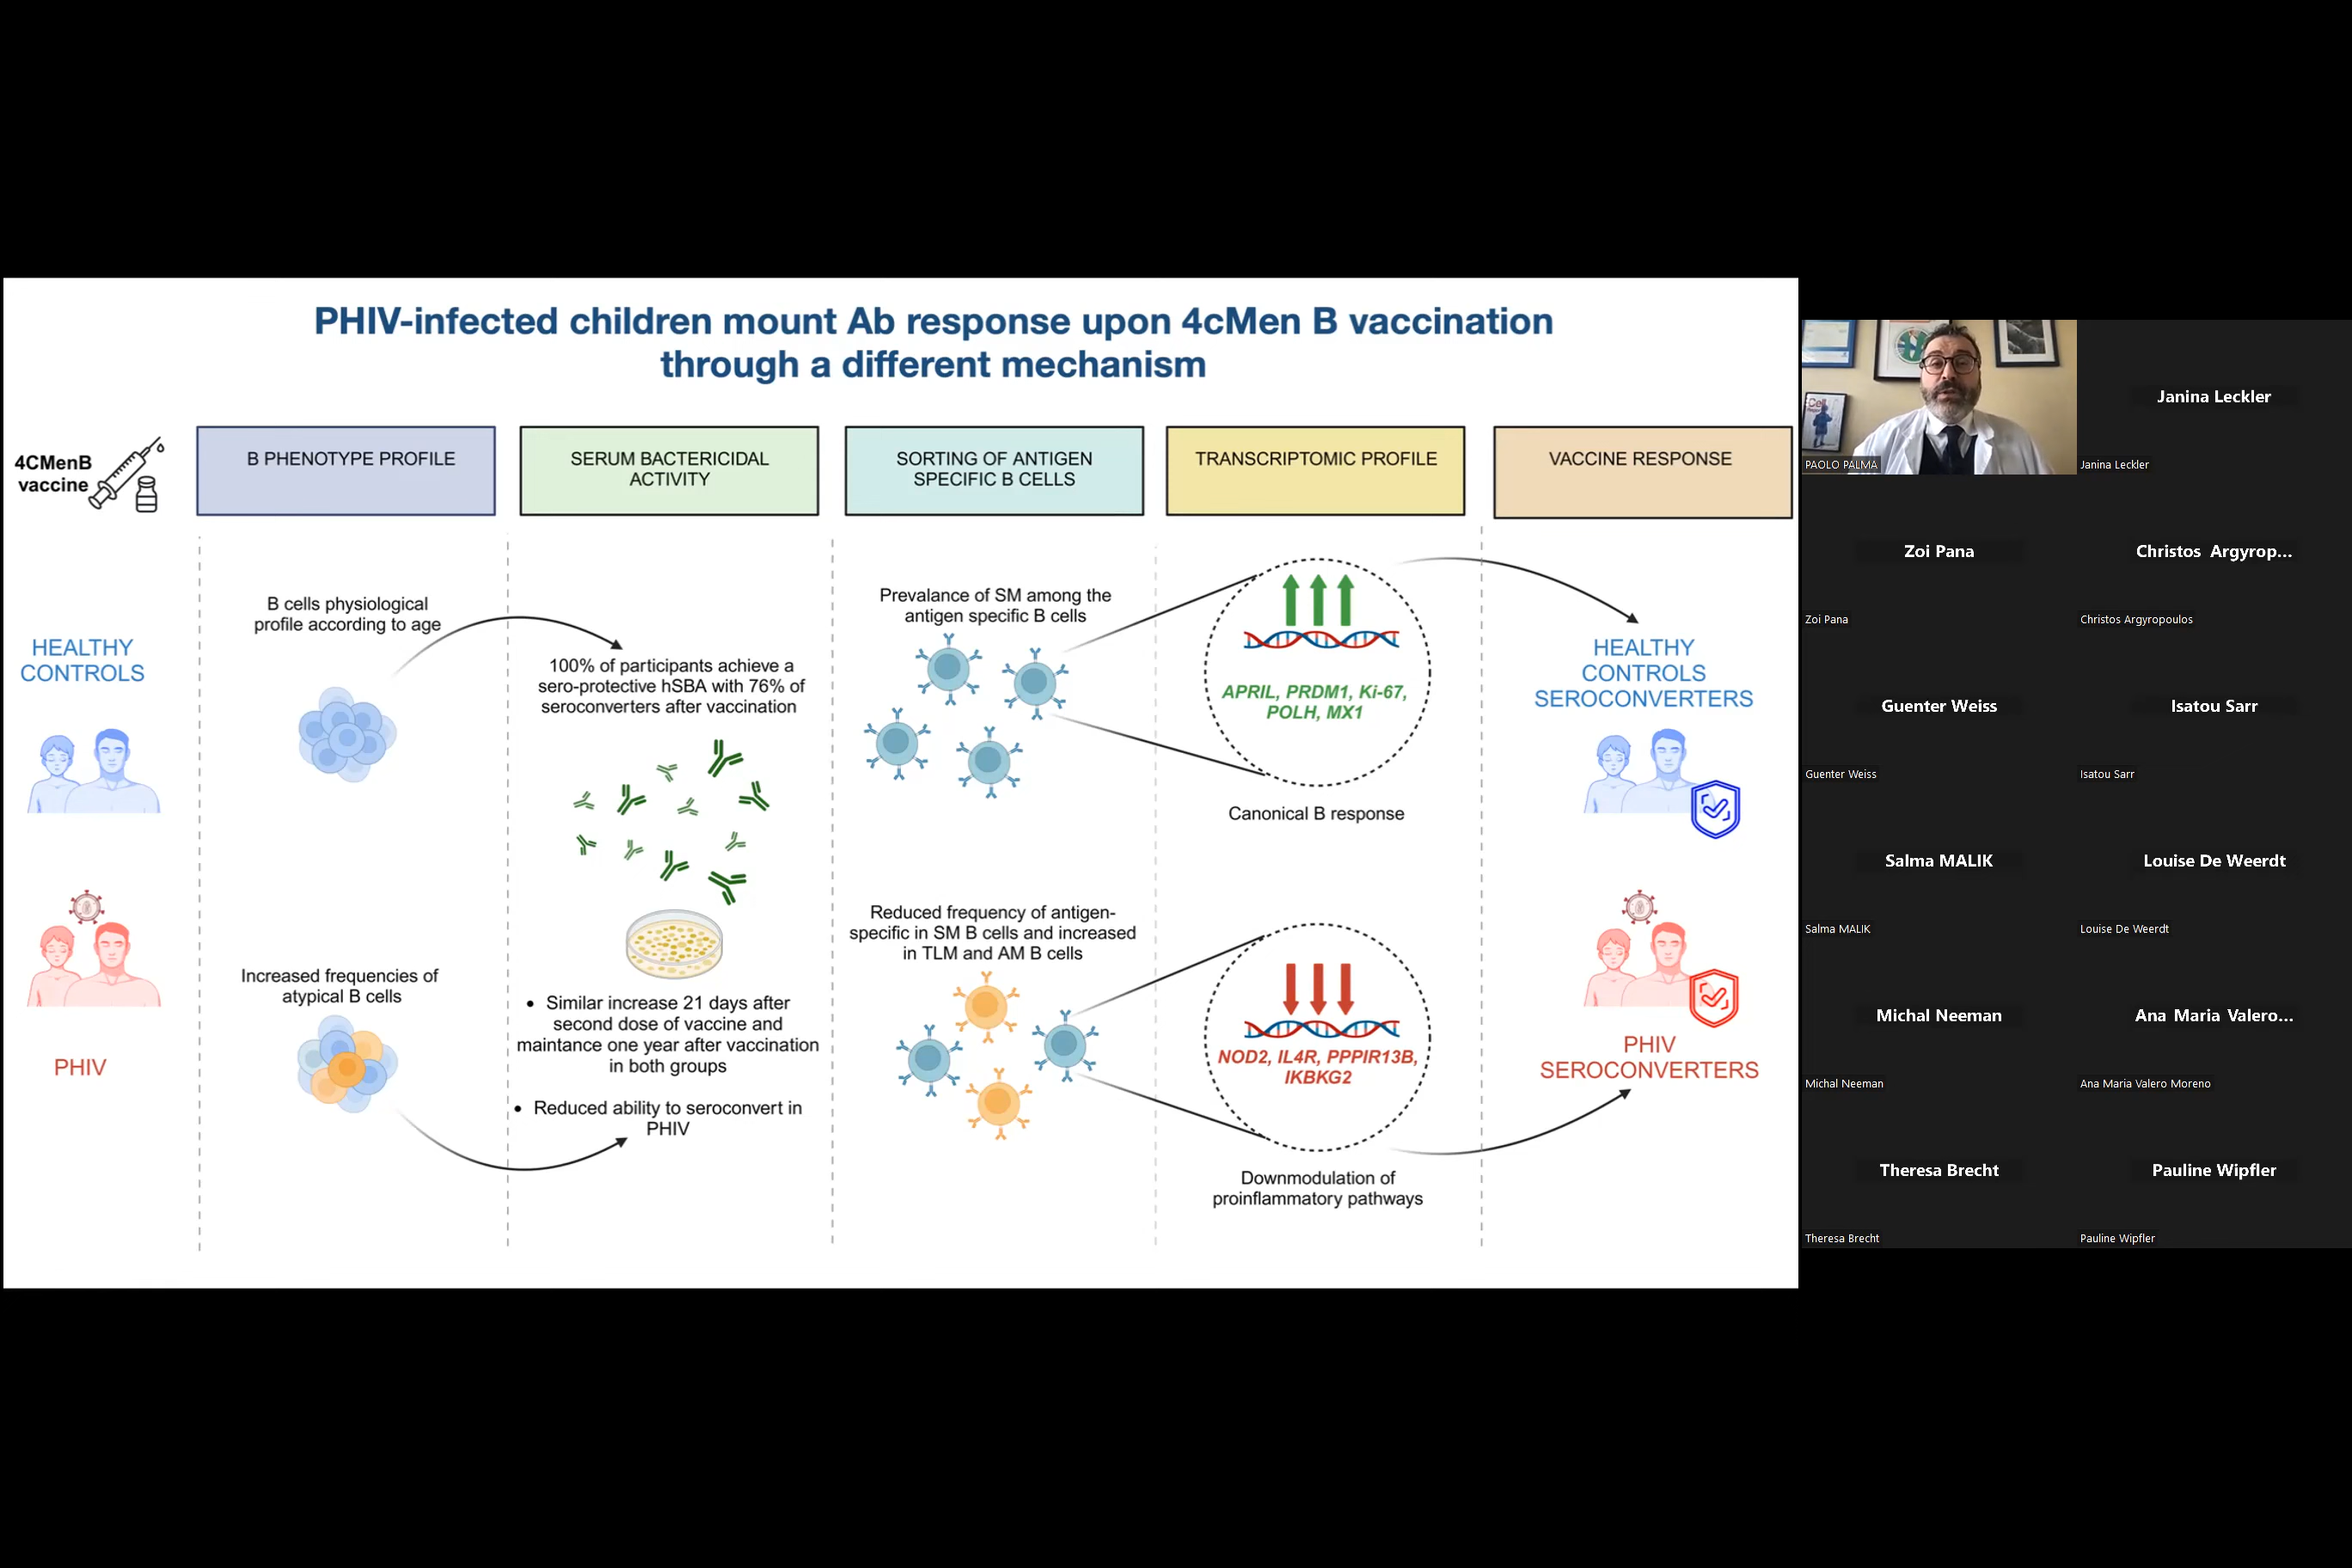 PHIV-infected children mount Ab response upon 4cMen B vaccination
through a different mechanism
4CMenB
vaccine
B PHENOTYPE PROFILE
SERUM BACTERICIDAL
ACTIVITY
SORTING OF ANTIGEN
SPECIFIC B CELLS
TRANSCRIPTOMIC PROFILE
VACCINE RESPONSE
HEALTHY
CONTROLS
B cells physiological
profile according to age
100% of participants achieve a
sero-protective hSBA with 76% of
seroconverters after vaccination
Prevalance of SM among the
antigen specific B cells
APRIL, PRDM1, Ki-67,
POLH, MX1
Canonical B response
HEALTHY
CONTROLS
SEROCONVERTERS
PHIV
Increased frequencies of
atypical B cells
• Similar increase 21 days after
second dose of vaccine and
maintance one year after vaccination
in both groups
• Reduced ability to seroconvert in
PHIV
Reduced frequency of antigen-
specific in SM B cells and increased
in TLM and AM B cells
NOD2, IL4R, PPPIR13B,
IKBKG2
Downmodulation of
proinflammatory pathways
PHIV
SEROCONVERTERS
Cell
PAOLO PALMA
Janina Leckler
Janina Leckler
Zoi Pana
Zoi Pana
Christos Argyrop...
Christos Argyropoulos
Guenter Weiss
Guenter Weiss
Isatou Sarr
Isatou Sarr
Salma MALIK
Salma MALIK
Louise De Weerdt
Louise De Weerdt
Michal Neeman
Michal Neeman
Ana Maria Valero...
Ana Maria Valero Moreno
Theresa Brecht
Theresa Brecht
Pauline Wipfler
Pauline Wipfler